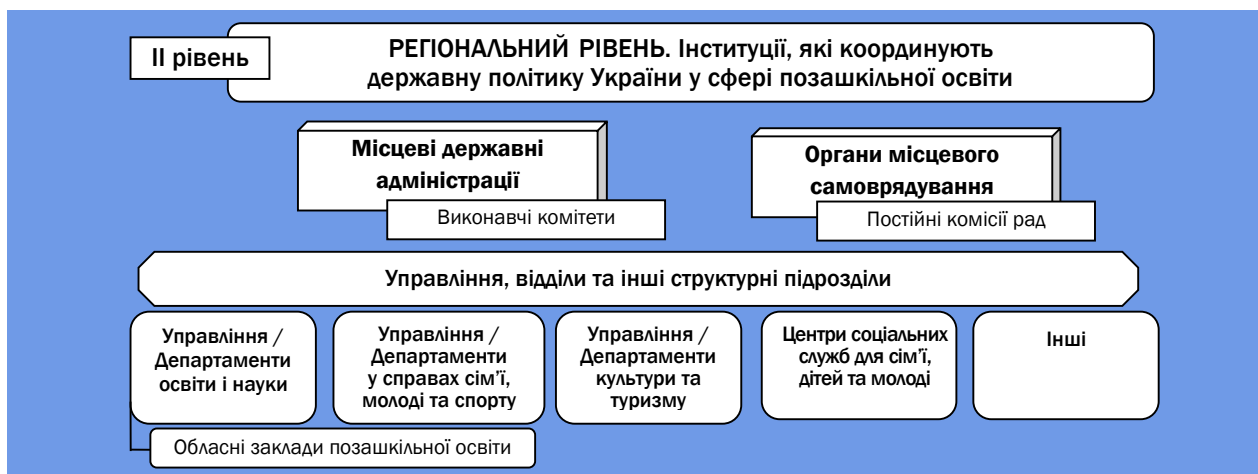 ІІ рівень
РЕГІОНАЛЬНИЙ РІВЕНЬ. Інституції, які координують
державну політику України у сфері позашкільної освіти
Місцеві державні
адміністрації
Виконавчі комітети
Органи місцевого
самоврядування
Постійні комісії рад
Управління, відділи та інші структурні підрозділи
Управління /
Департаменти
освіти і науки
Управління /
Департаменти
у справах сім’ї,
молоді та спорту
Управління /
Департаменти
культури та
туризму
Центри соціальних
служб для сім’ї,
дітей та молоді
Інші
Обласні заклади позашкільної освіти